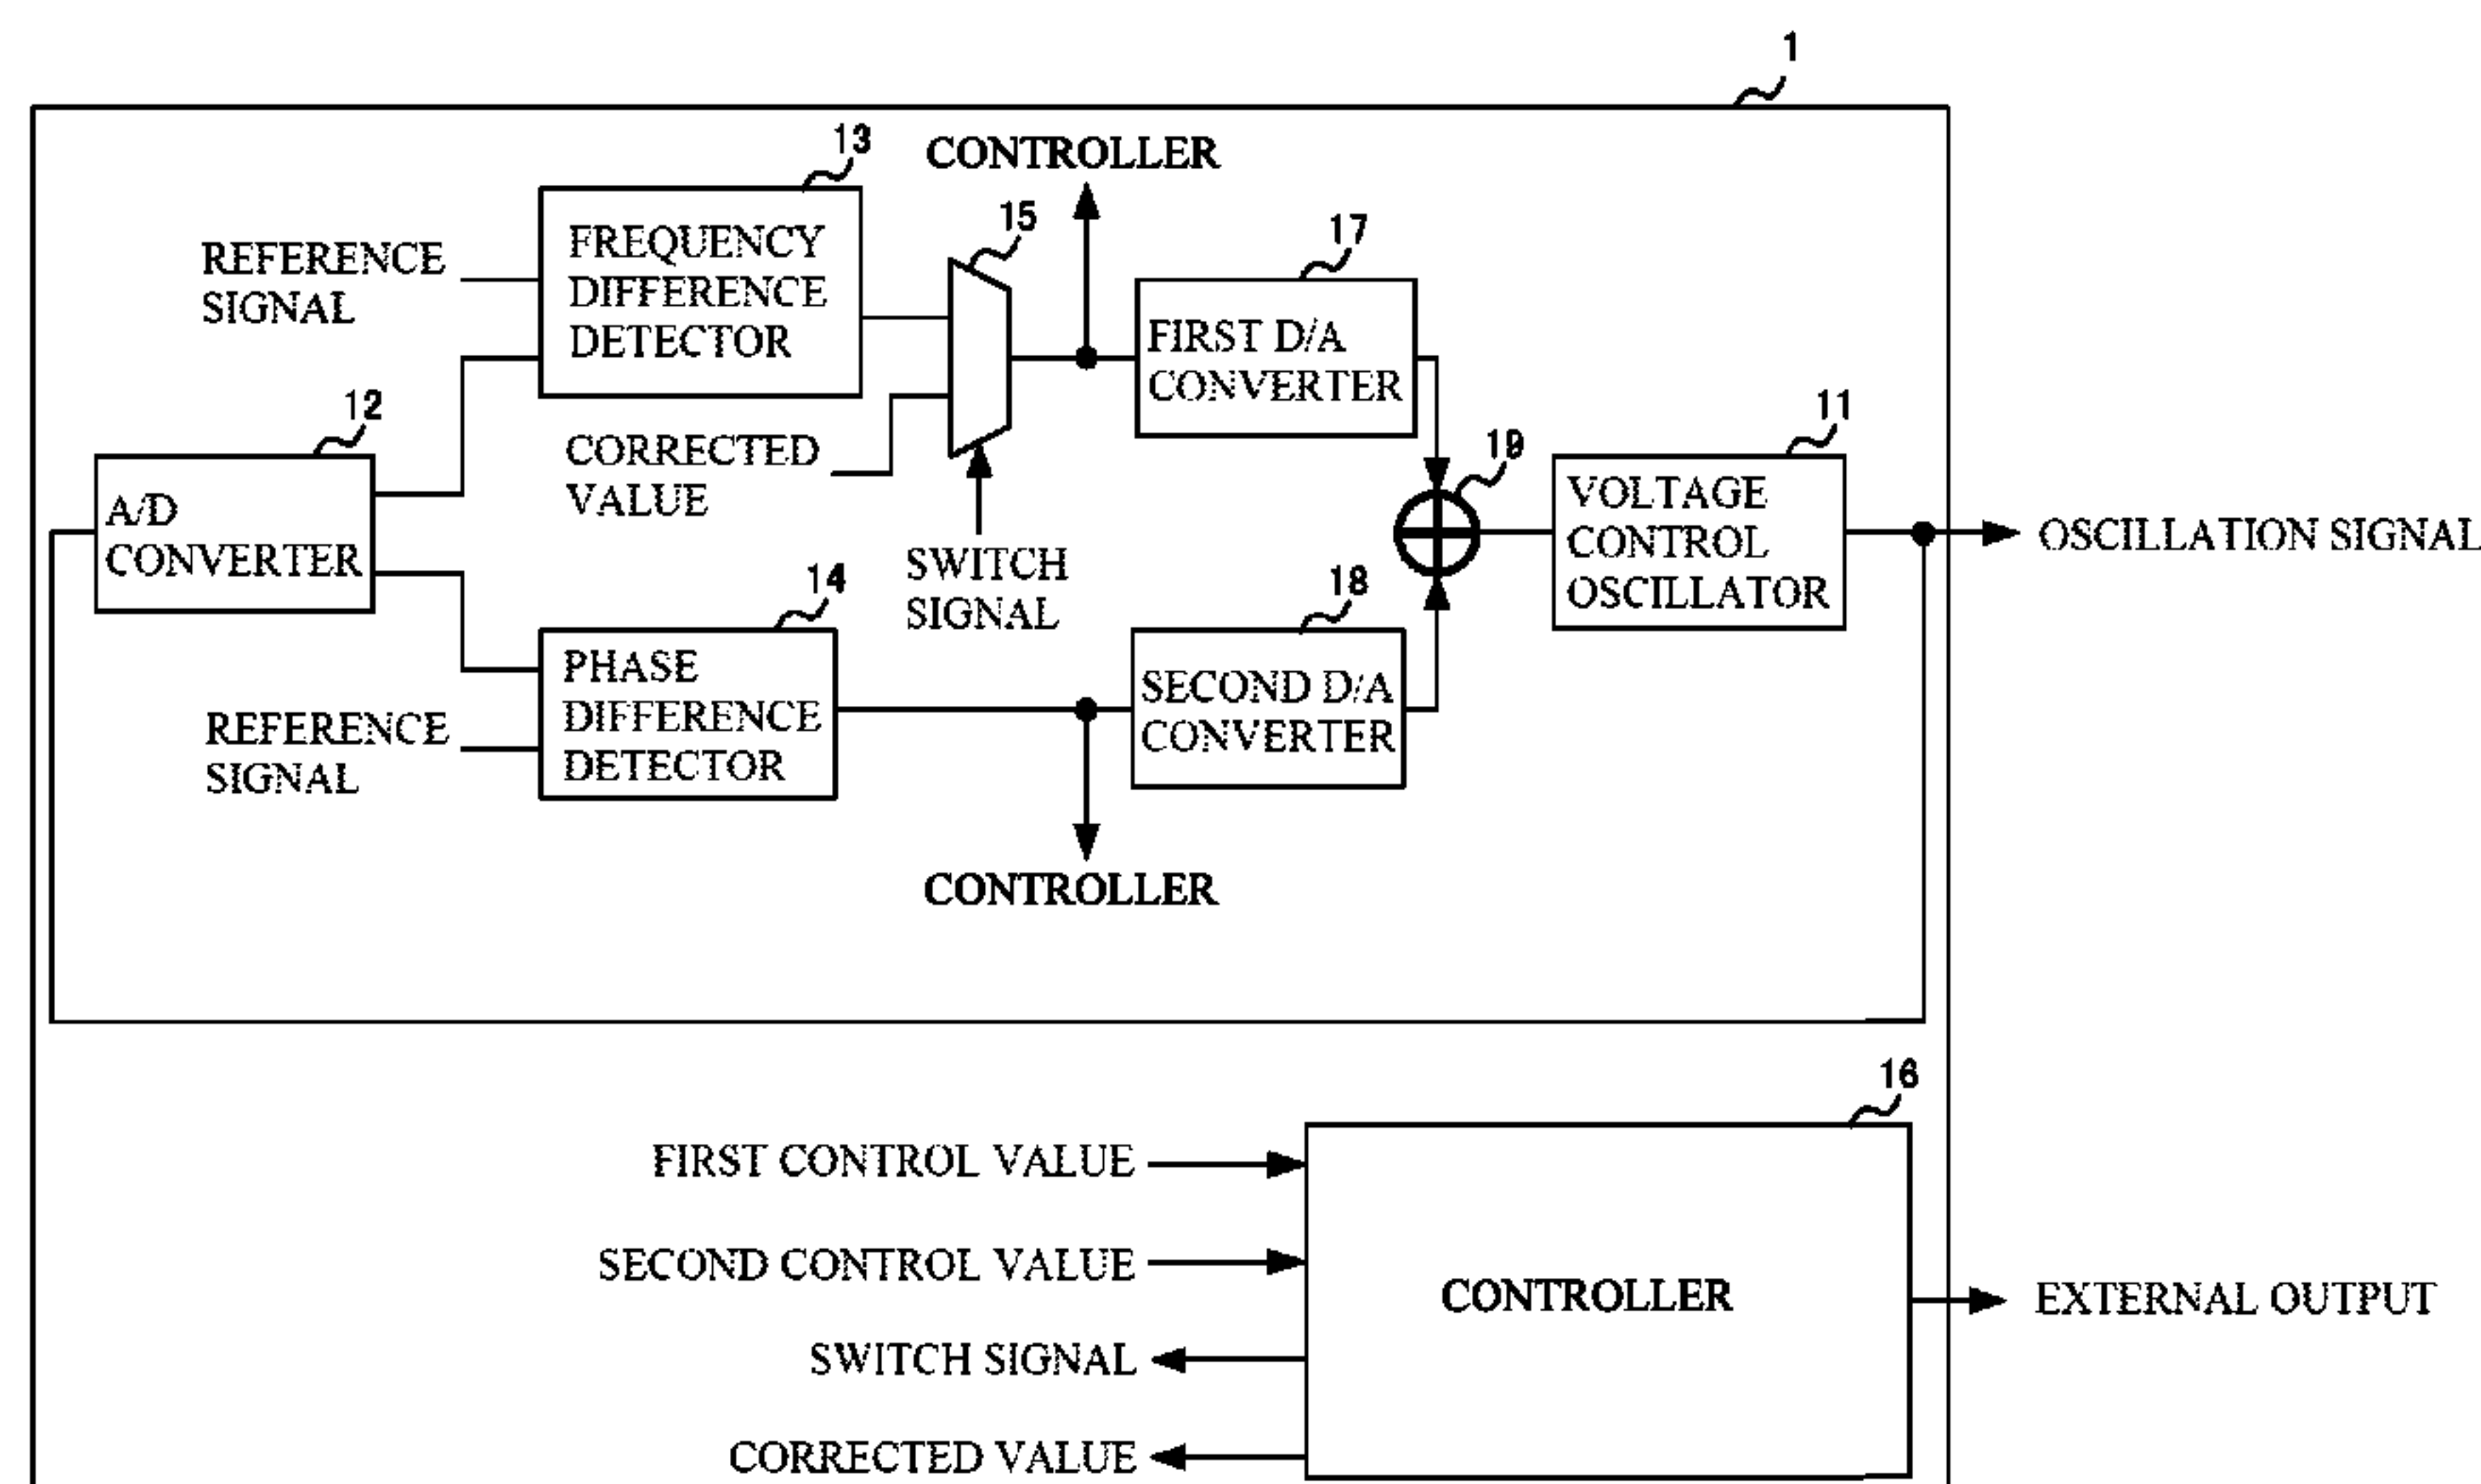 1
13
CONTROLLER
15
17
REFERENCE
SIGNAL
FREQUENCY
DIFFERENCE
DETECTOR
FIRST D/A
CONVERTER
12
11
CORRECTED
VALUE
19
A/D
CONVERTER
VOLTAGE
CONTROL
OSCILLATOR
OSCILLATION SIGNAL
SWITCH
SIGNAL
14
18
PHASE
DIFFERENCE
DETECTOR
SECOND D/A
CONVERTER
REFERENCE
SIGNAL
CONTROLLER
16
FIRST CONTROL VALUE
SECOND CONTROL VALUE
CONTROLLER
EXTERNAL OUTPUT
SWITCH SIGNAL
CORRECTED VALUE